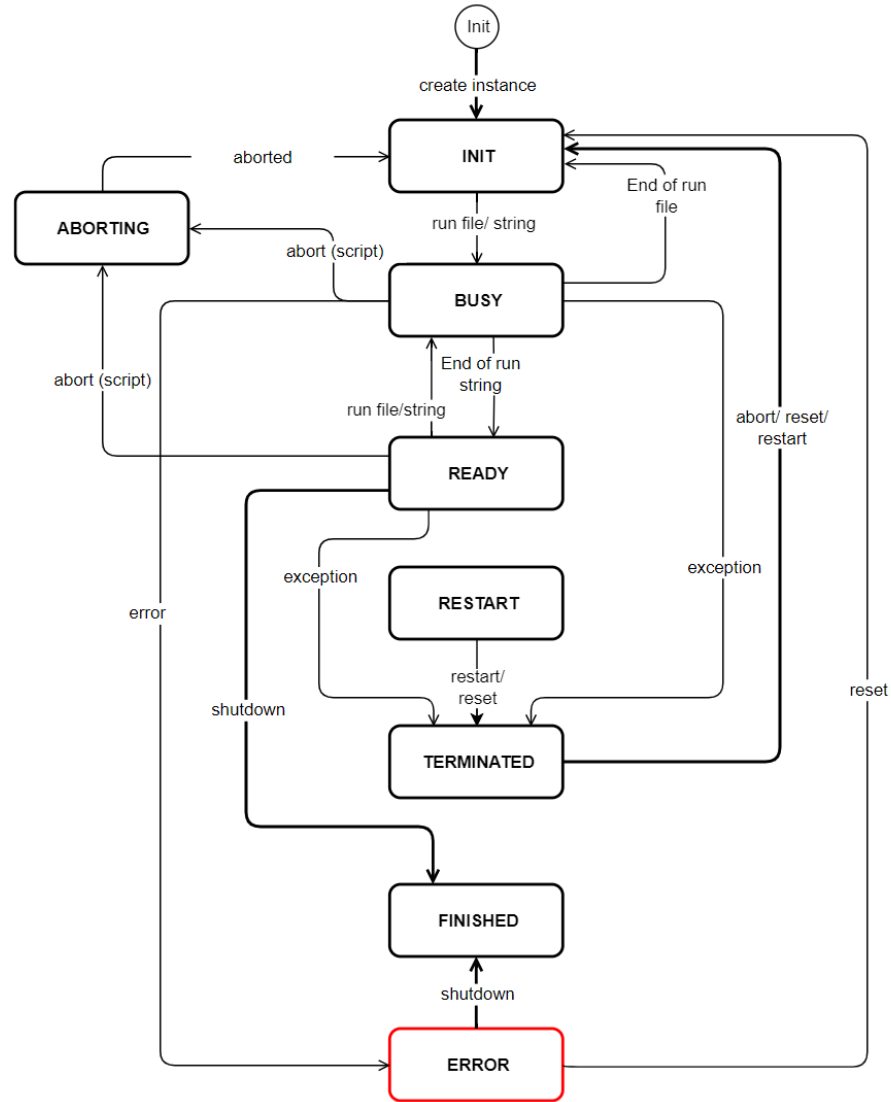 Init
create instance
INIT
aborted
End of run
file
ABORTING
run file/ string
abort (script)
BUSY
End of run
string
abort (script)
run file/string
abort/ reset/
restart
READY
exception
exception
RESTART
error
restart/
reset
reset
shutdown
TERMINATED
FINISHED
shutdown
ERROR